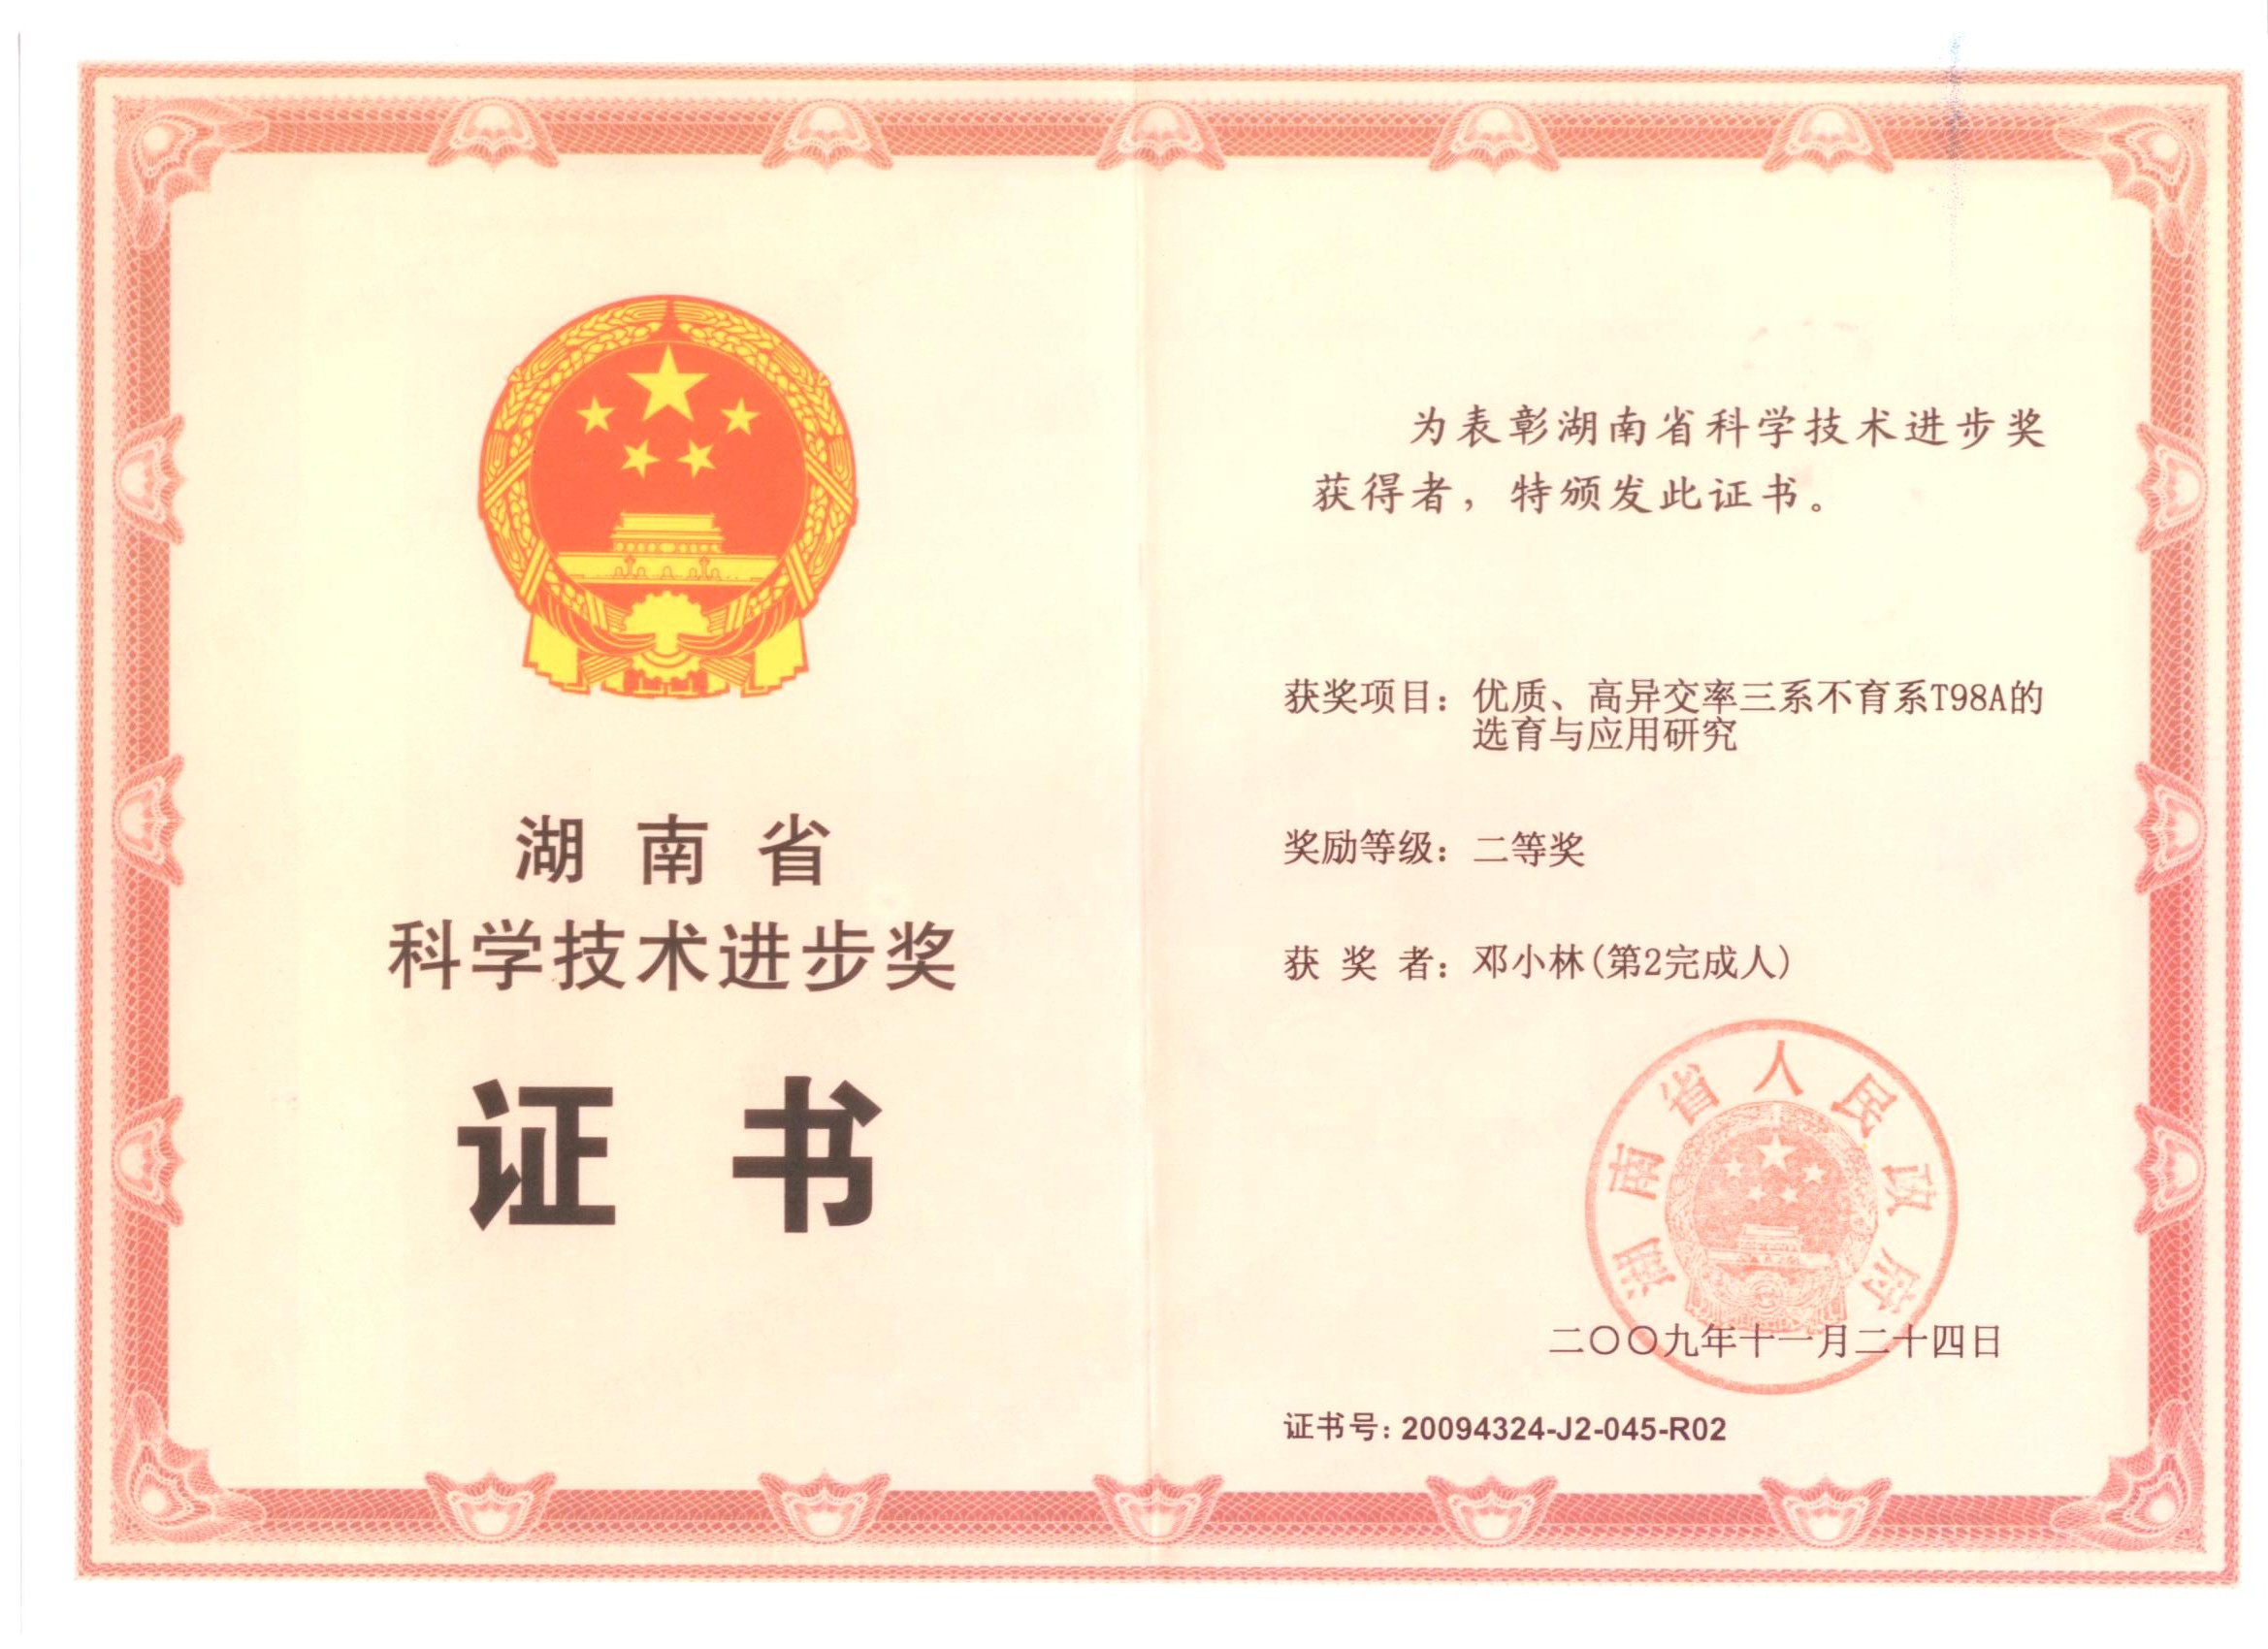 湖南省
科学技术进步奖
证书
为表彰湖南省科学技术进步奖
获得者，特颁发此证书。
获奖项目：优质、高异交率三系不育系T98A的
选育与应用研究
奖励等级：二等奖
获奖者：邓小林(第2完成人)
湖南省人民政府
二〇〇九年十一月二十四日
证书号：20094324-J2-045-R02